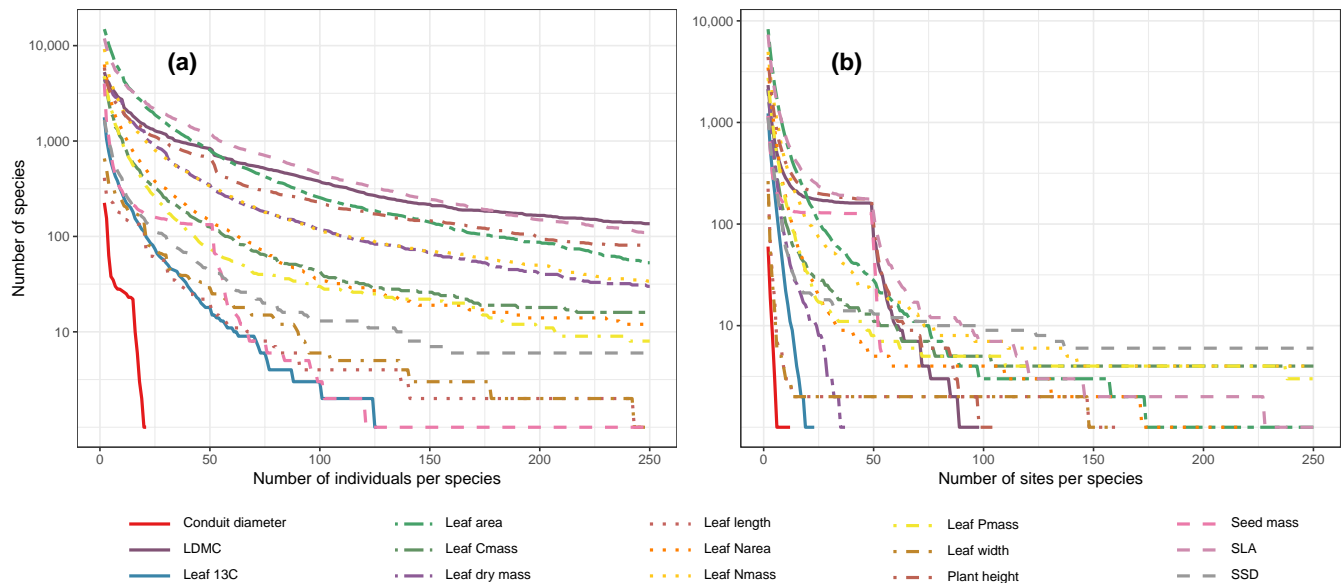 (a)
(b)
Number of species
10,000
1,000
100
10
10,000
1,000
100
10
0 50 100 150 200 250
0 50 100 150 200 250
Number of individuals per species
Number of sites per species
Conduit diameter Leaf area Leaf length Leaf Pmass Seed mass
LDMC Leaf Cmass Leaf Narea Leaf width SLA
Leaf 13C Leaf dry mass Leaf Nmass Plant height SSD